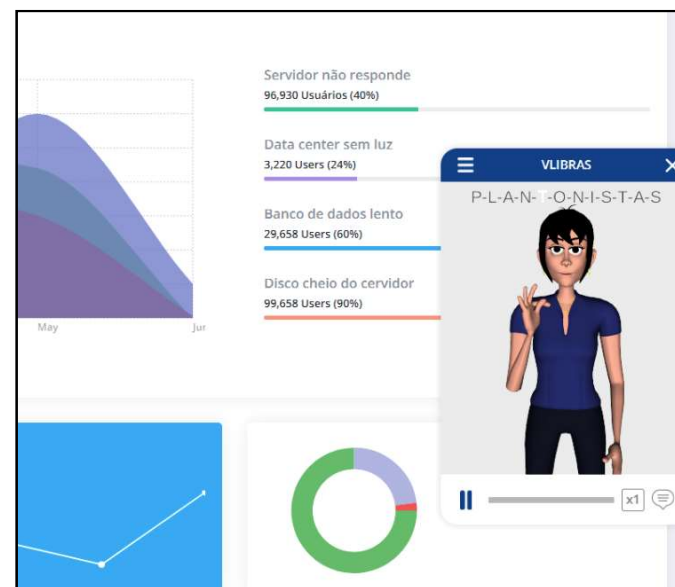 Servidor não responde
96,930 Usuários (40%)
Data center sem luz
3,220 Users (24%)
Banco de dados lento
29,658 Users (60%)
Disco cheio do cervidor
99,658 Users (90%)
May
Jur
VLIBRAS
P-L-A-N-T-O-N-I-S-T-A-S
x1